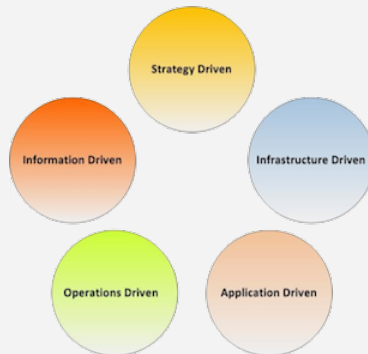 Strategy Driven
Information Driven
Infrastructure Driven
Operations Driven
Application Driven